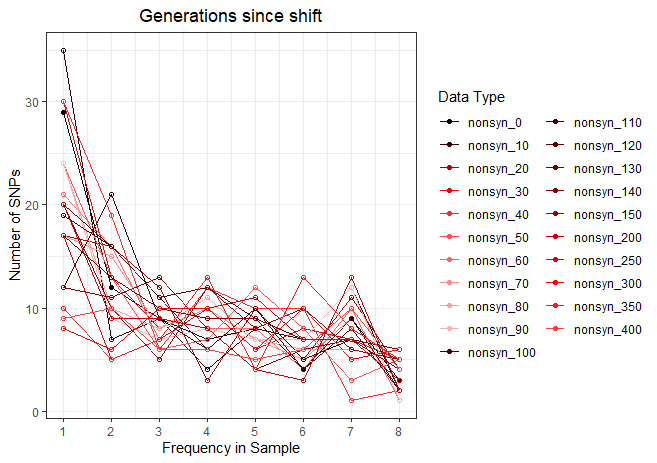 Generations since shift
Number of SNPs
30
20
10
0
1 2 3 4 5 6 7 8
Frequency in Sample
Data Type
nonsyn_0
nonsyn_10
nonsyn_20
nonsyn_30
nonsyn_40
nonsyn_50
nonsyn_60
nonsyn_70
nonsyn_80
nonsyn_90
nonsyn_100
nonsyn_110
nonsyn_120
nonsyn_130
nonsyn_140
nonsyn_150
nonsyn_200
nonsyn_250
nonsyn_300
nonsyn_350
nonsyn_400